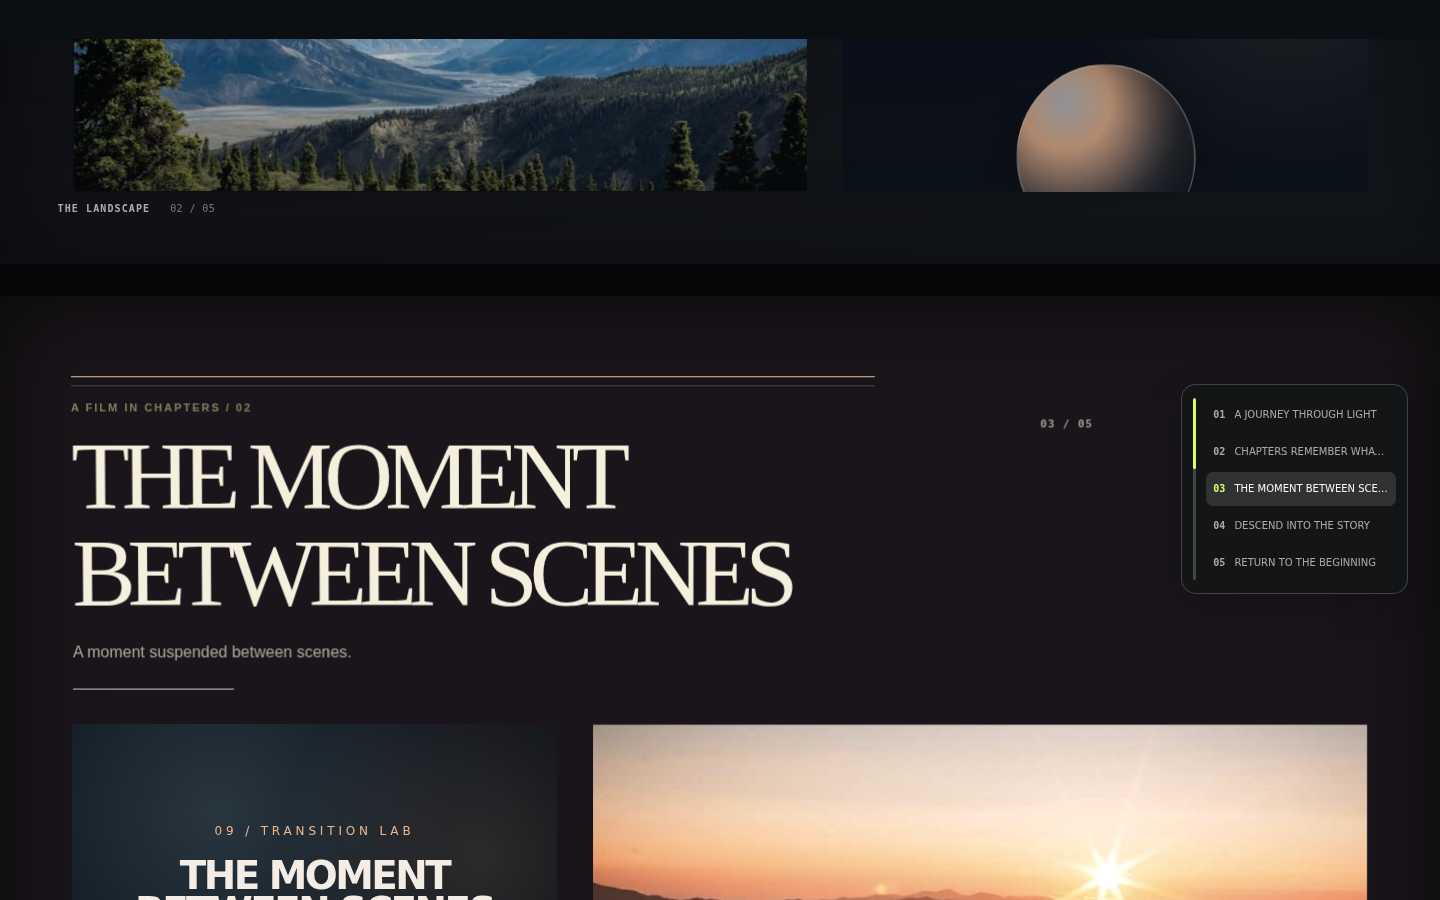 THE LANDSCAPE 02 / 05
A FILM IN CHAPTERS / 02
03 / 05
THE MOMENT
BETWEEN SCENES
A moment suspended between scenes.
01 A JOURNEY THROUGH LIGHT
02 CHAPTERS REMEMBER WHA...
03 THE MOMENT BETWEEN SCE...
04 DESCEND INTO THE STORY
05 RETURN TO THE BEGINNING
09 / TRANSITION LAB
THE MOMENT
BETWEEN SCENES